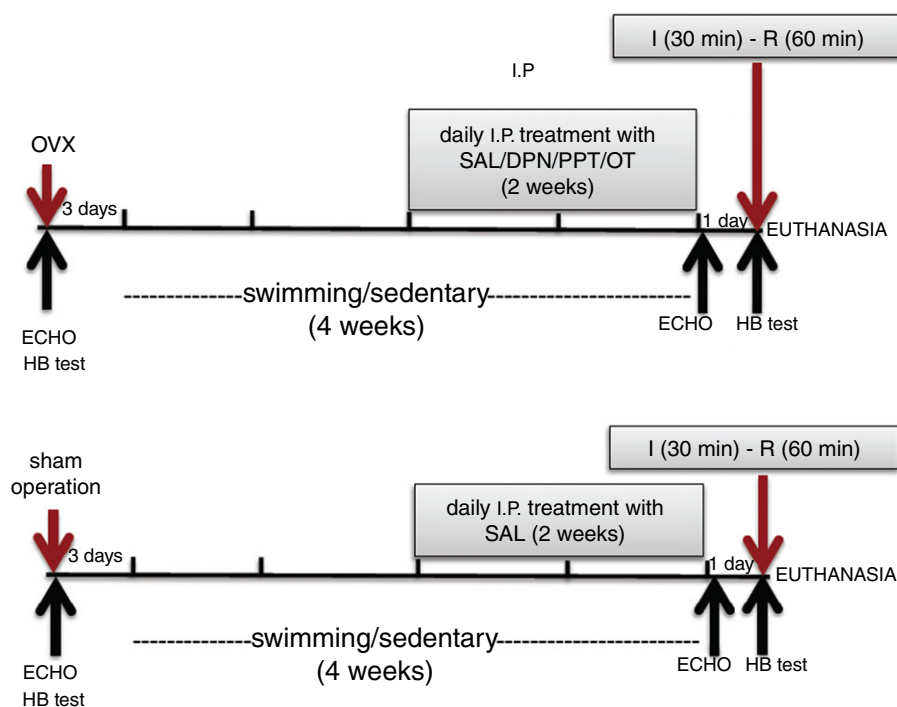 I (30 min) - R (60 min)
I.P
OVX
daily I.P. treatment with
SAL/DPN/PPT/OT
(2 weeks)
3 days
1 day
EUTHANASIA
swimming/sedentary
(4 weeks)
ECHO
HB test
ECHO
HB test
I (30 min) - R (60 min)
sham
operation
daily I.P. treatment with
SAL (2 weeks)
3 days
1 day
EUTHANASIA
swimming/sedentary
(4 weeks)
ECHO
HB test
ECHO
HB test